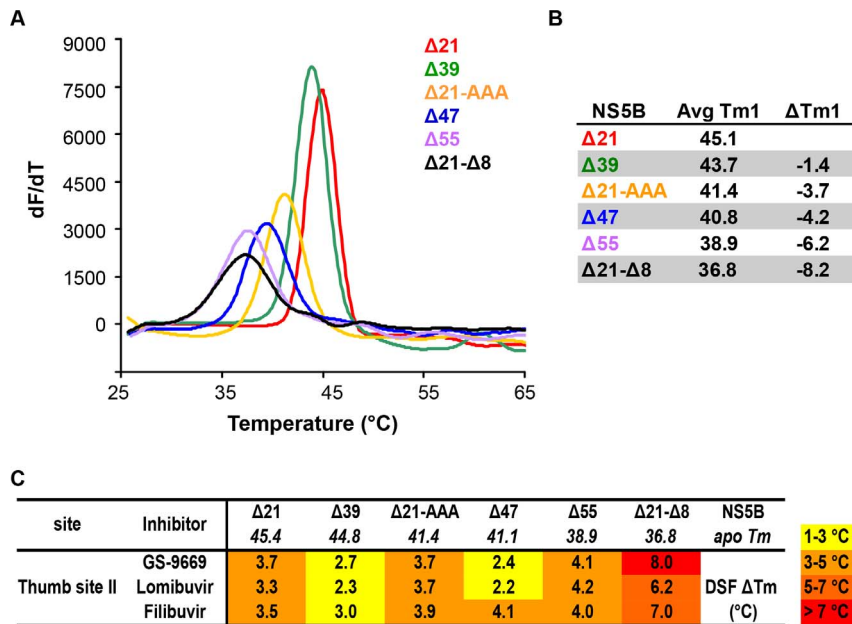 A
9000
7500
6000
4500
3000
1500
0
dF/dT
25 35 45 55 65
Temperature (°C)
Δ21
Δ39
Δ21-AAA
Δ47
Δ55
Δ21-Δ8
B
NS5B Avg Tm1 ΔTm1
Δ21 45.1
Δ39 43.7 -1.4
Δ21-AAA 41.4 -3.7
Δ47 40.8 -4.2
Δ55 38.9 -6.2
Δ21-Δ8 36.8 -8.2
C
site Inhibitor Δ21 Δ39 Δ21-AAA Δ47 Δ55 Δ21-Δ8 NS5B
45.4 44.8 41.4 41.1 38.9 36.8 apo Tm
GS-9669 3.7 2.7 3.7 2.4 4.1 8.0
Thumb site II Lomibuvir 3.3 2.3 3.7 2.2 4.2 6.2 DSF ΔTm
Filibuvir 3.5 3.0 3.9 4.1 4.0 7.0 (°C)
1-3 °C
3-5 °C
5-7 °C
> 7 °C